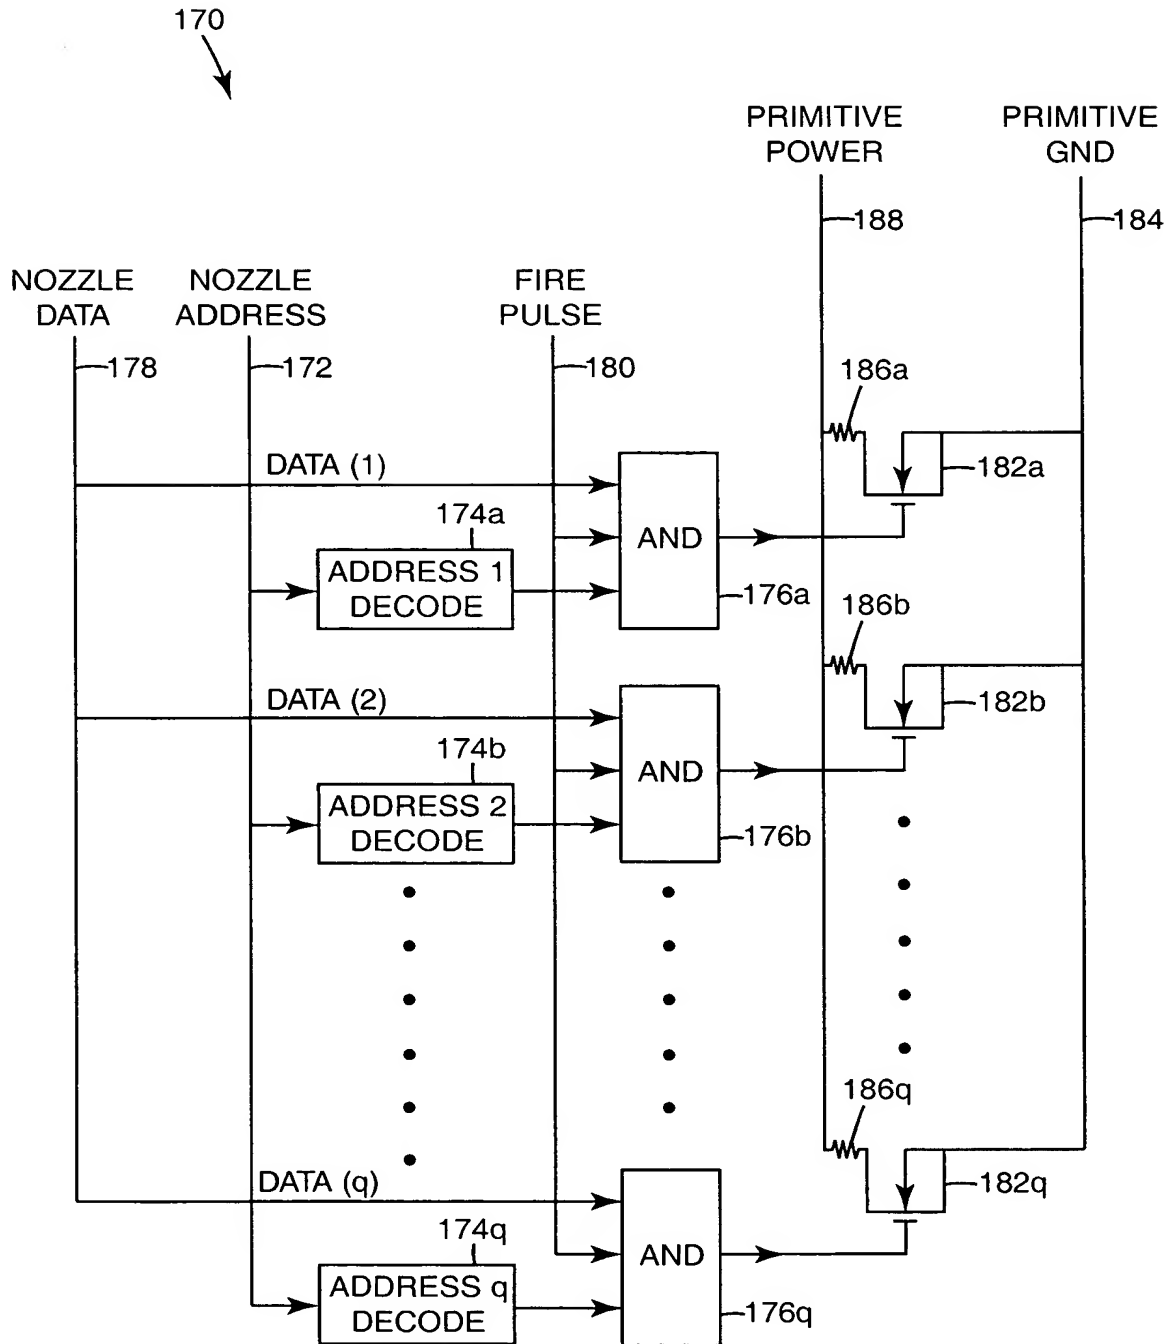 170
PRIMITIVE
POWER
PRIMITIVE
GND
188
184
NOZZLE
DATA
NOZZLE
ADDRESS
FIRE
PULSE
178
172
180
186a
182a
DATA (1)
174a
ADDRESS 1
DECODE
AND
176a
186b
182b
DATA (2)
174b
ADDRESS 2
DECODE
AND
176b
186q
182q
DATA (q)
174q
ADDRESS q
DECODE
AND
176q